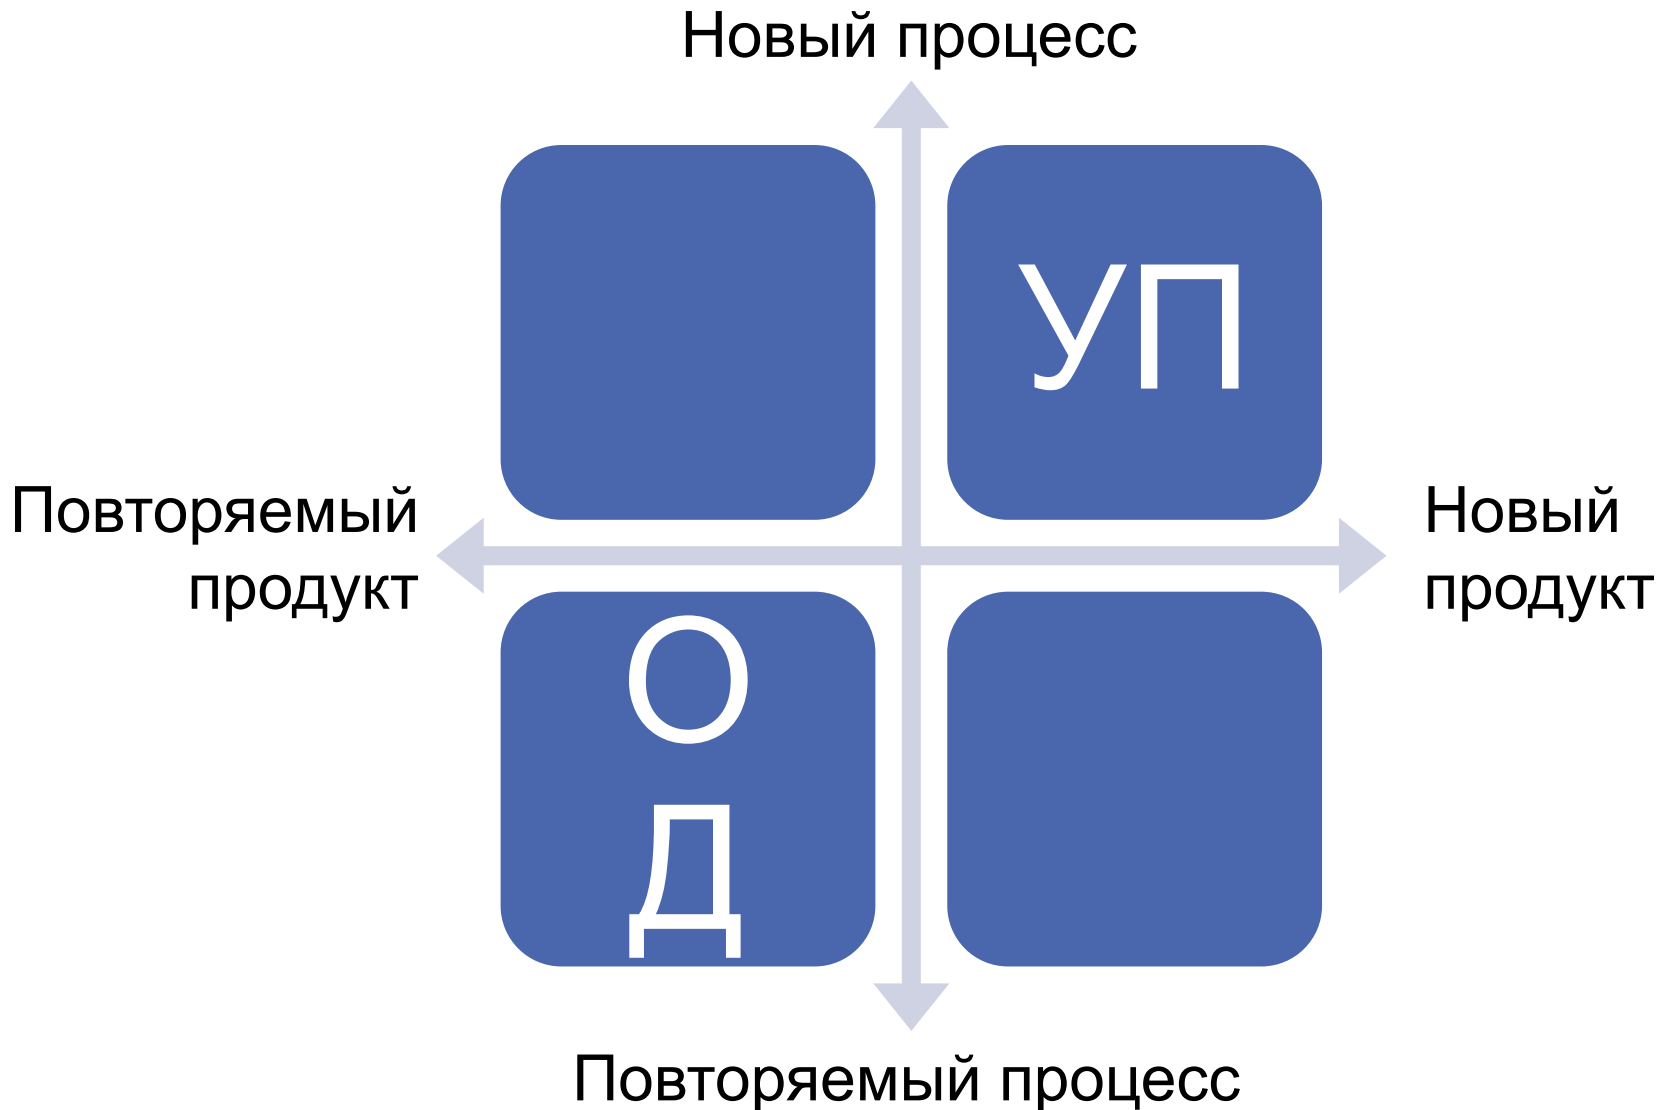 Новый процесс
УП
Повторяемый
продукт
Новый
продукт
О
Д
Повторяемый процесс